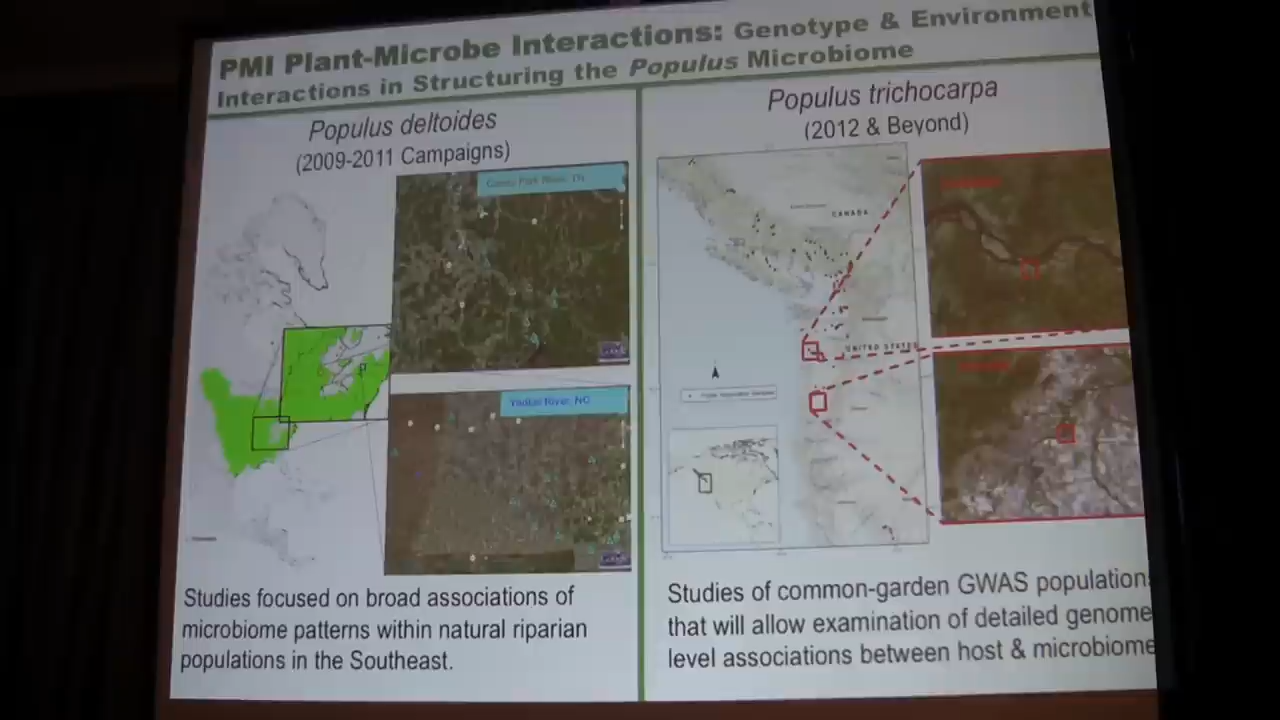 PMI Plant-Microbe Interactions: Genotype & Environment
Interactions in Structuring the Populus Microbiome
Populus deltoides
(2009-2011 Campaigns)
Yadkin River, NC
Studies focused on broad associations of
microbiome patterns within natural riparian
populations in the Southeast.
Populus trichocarpa
(2012 & Beyond)
CANADA
UNITED STATES
Studies of common-garden GWAS population
that will allow examination of detailed genome
level associations between host & microbiome